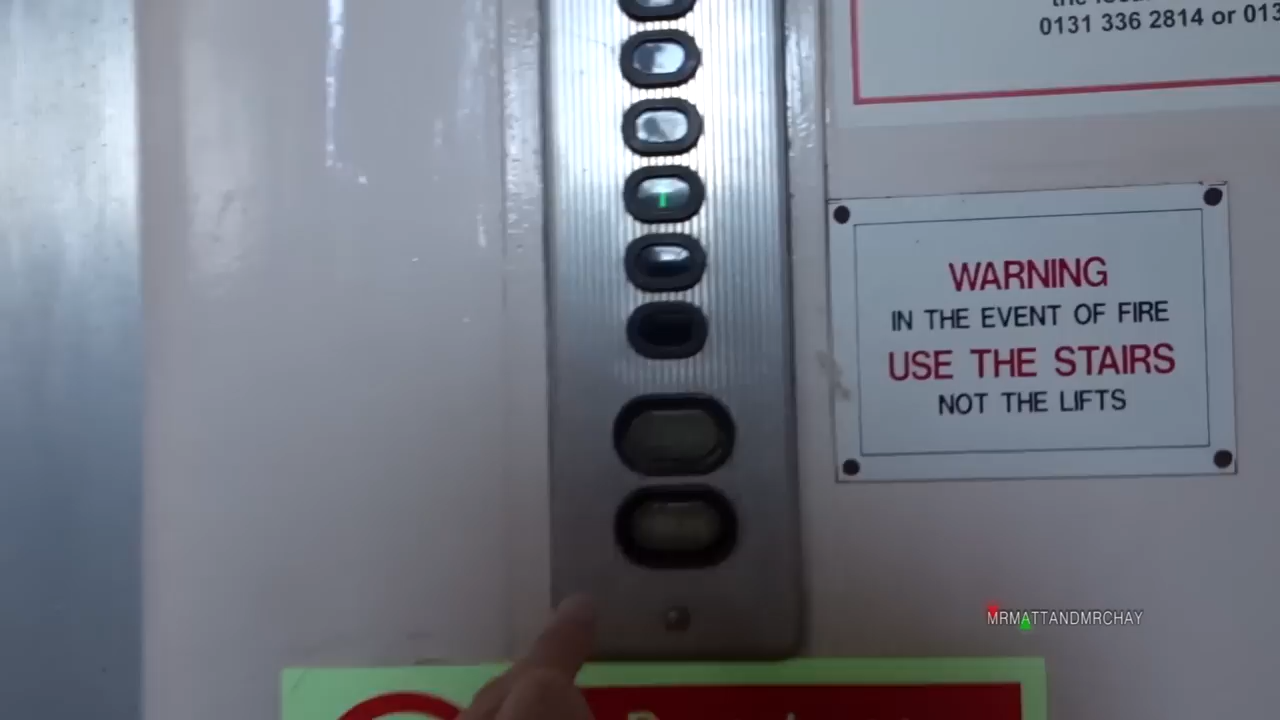 0131 336 2814 or
WARNING
IN THE EVENT OF FIRE
USE THE STAIRS
NOT THE LIFTS
MRMATTANDMRCHAY